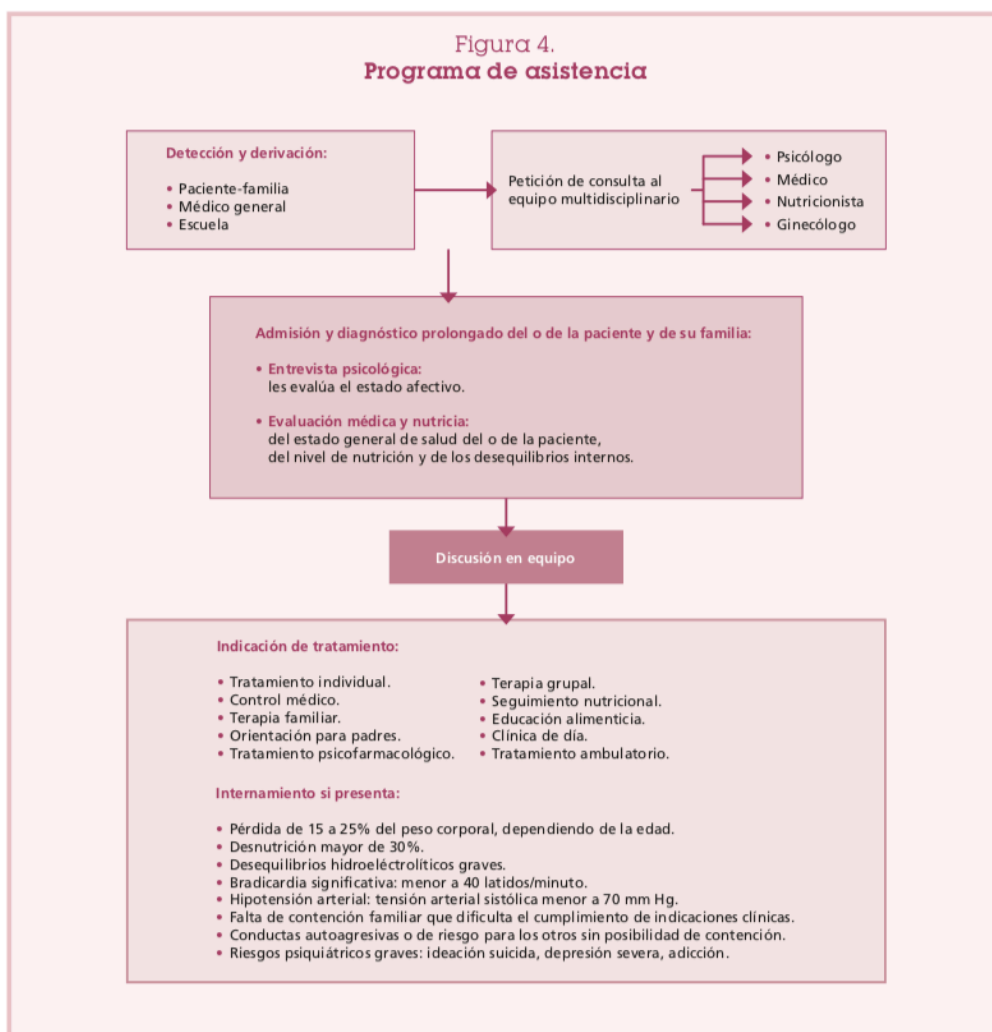 Figura 4.
Programa de asistencia
Detección y derivación:
• Paciente-familia
• Médico general
• Escuela
Petición de consulta al
equipo multidisciplinario
• Psicólogo
• Médico
• Nutricionista
• Ginecólogo
Admisión y diagnóstico prolongado del o de la paciente y de su familia:
• Entrevista psicológica:
les evalúa el estado afectivo.
• Evaluación médica y nutricia:
del estado general de salud del o de la paciente,
del nivel de nutrición y de los desequilibrios internos.
Discusión en equipo
Indicación de tratamiento:
• Tratamiento individual.
• Control médico.
• Terapia familiar.
• Orientación para padres.
• Tratamiento psicofarmacológico.
• Terapia grupal.
• Seguimiento nutricional.
• Educación alimenticia.
• Clínica de día.
• Tratamiento ambulatorio.
Internamiento si presenta:
• Pérdida de 15 a 25% del peso corporal, dependiendo de la edad.
• Desnutrición mayor de 30%.
• Desequilibrios hidroeléctrolíticos graves.
• Bradicardia significativa: menor a 40 latidos/minuto.
• Hipotensión arterial: tensión arterial sistólica menor a 70 mm Hg.
• Falta de contención familiar que dificulta el cumplimiento de indicaciones clínicas.
• Conductas autoagresivas o de riesgo para los otros sin posibilidad de contención.
• Riesgos psiquiátricos graves: ideación suicida, depresión severa, adicción.